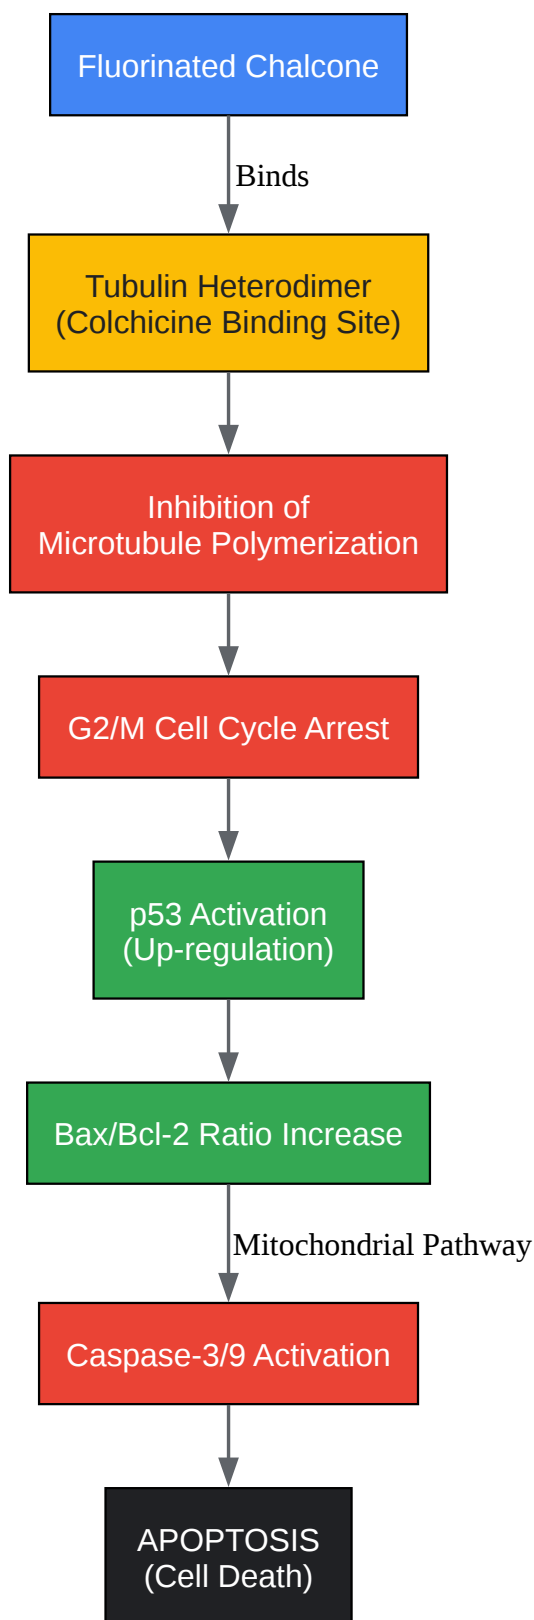 Fluorinated Chalcone
Binds
Tubulin Heterodimer
(Colchicine Binding Site)
Inhibition of
Microtubule Polymerization
G2/M Cell Cycle Arrest
p53 Activation
(Up-regulation)
Bax/Bcl-2 Ratio Increase
Mitochondrial Pathway
Caspase-3/9 Activation
APOPTOSIS
(Cell Death)